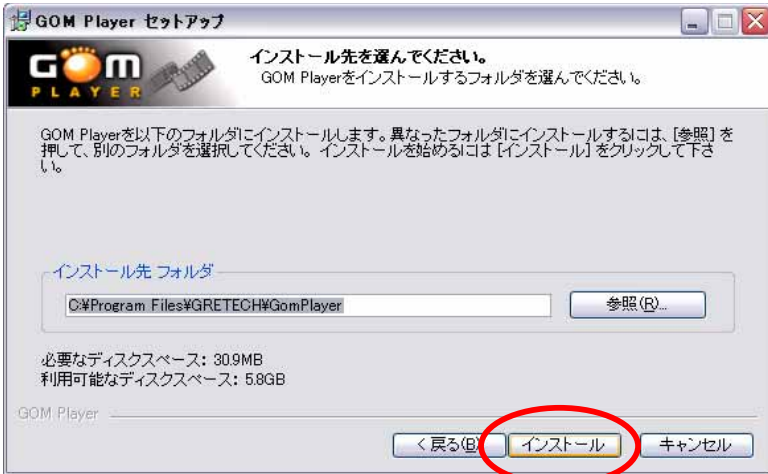 GOM Player セットアップ
GOM
PLAYER
インストール先を選んでください。
GOM Playerをインストールするフォルダを選んでください。
GOM Playerを以下のフォルダにインストールします。異なったフォルダにインストールするには、[参照] を
押して、別のフォルダを選択してください。インストールを始めるには [インストール] をクリックして下さ
い。
インストール先 フォルダ
C:¥Program Files¥GRETECH¥GomPlayer
参照(R)...
必要なディスクスペース: 30.9MB
利用可能なディスクスペース: 5.8GB
GOM Player
< 戻る(B)
インストール
キャンセル